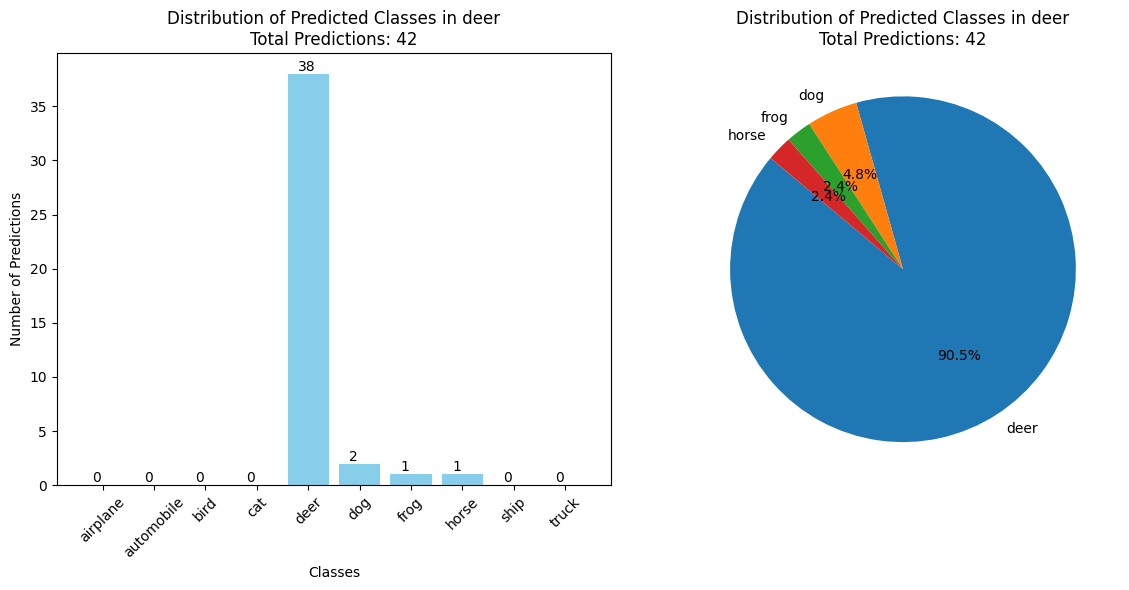 Distribution of Predicted Classes in deer
Total Predictions: 42
Number of Predictions
35
30
25
20
15
10
5
0
0
0
0
0
38
2
1
1
0
0
airplane
automobile
bird
cat
deer
dog
frog
horse
ship
truck
Classes
Distribution of Predicted Classes in deer
Total Predictions: 42
dog
frog
horse
4.8%
2.4%
2.4%
90.5%
deer